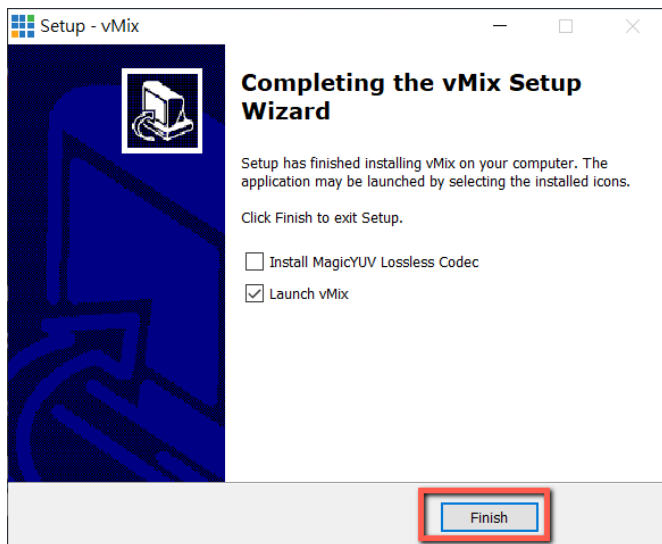 Setup - vMix
Completing the vMix Setup
Wizard
Setup has finished installing vMix on your computer. The
application may be launched by selecting the installed icons.
Click Finish to exit Setup.
Install MagicYUV Lossless Codec
Launch vMix
Finish